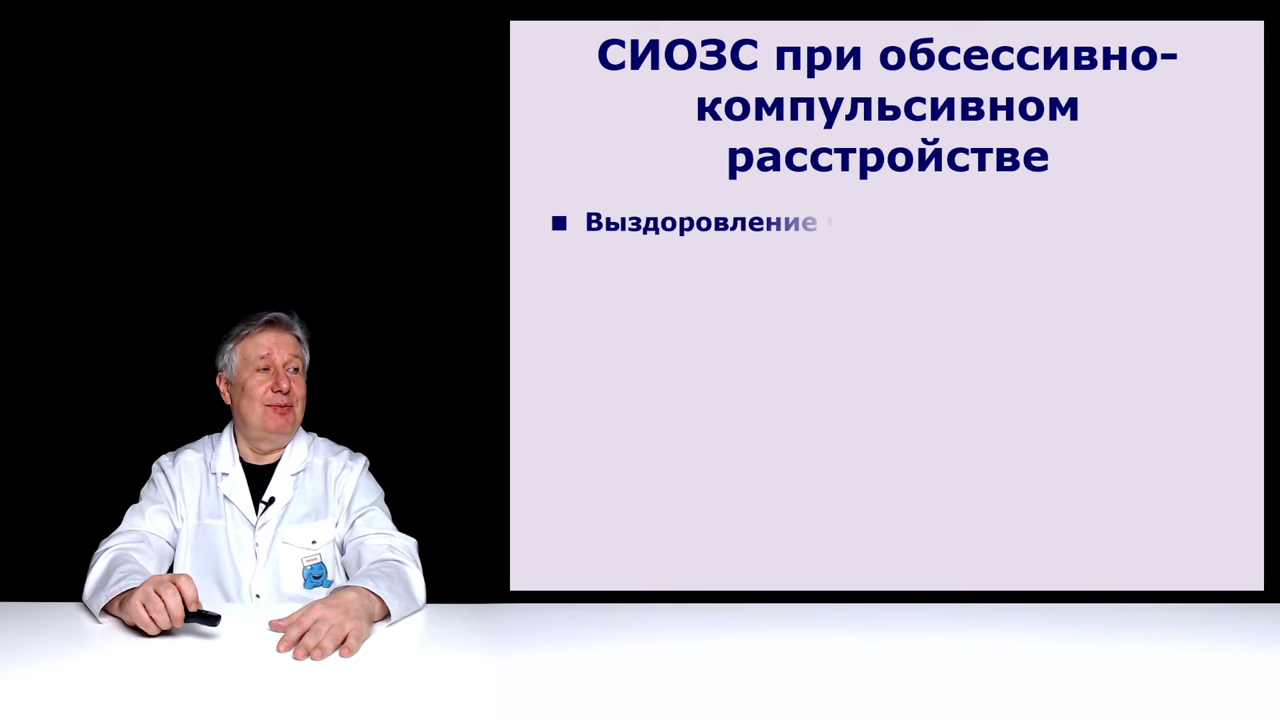 СИОЗС при обсессивно-
компульсивном
расстройстве
Выздоровление